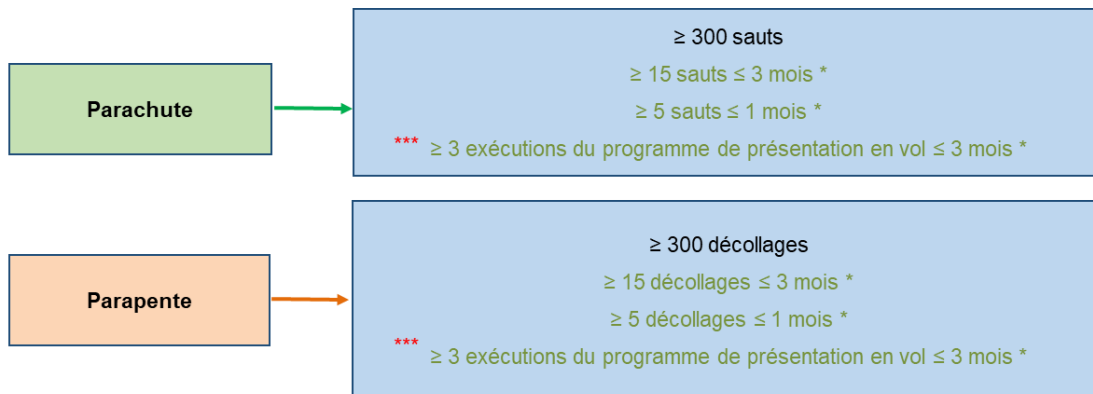 Parachute
≥ 300 sauts
≥ 15 sauts ≤ 3 mois *
≥ 5 sauts ≤ 1 mois *
*** ≥ 3 exécutions du programme de présentation en vol ≤ 3 mois *
Parapente
≥ 300 décollages
≥ 15 décollages ≤ 3 mois *
≥ 5 décollages ≤ 1 mois *
*** ≥ 3 exécutions du programme de présentation en vol ≤ 3 mois *